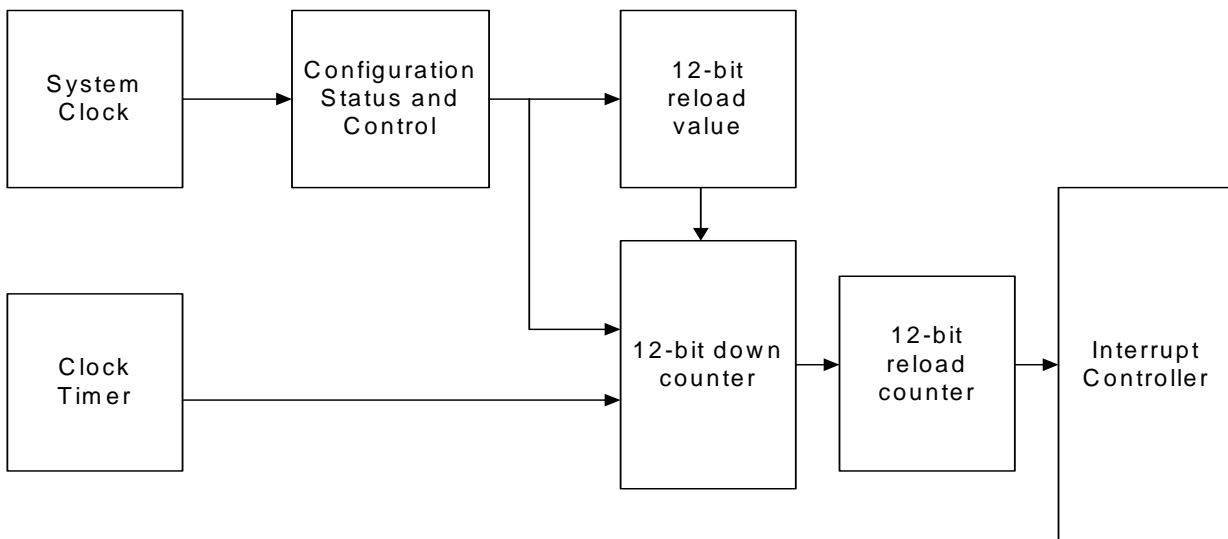 System
Clock
Configuration
Status and
Control
12-bit
reload
value
Clock
Timer
12-bit down
counter
12-bit
reload
counter
Interrupt
Controller